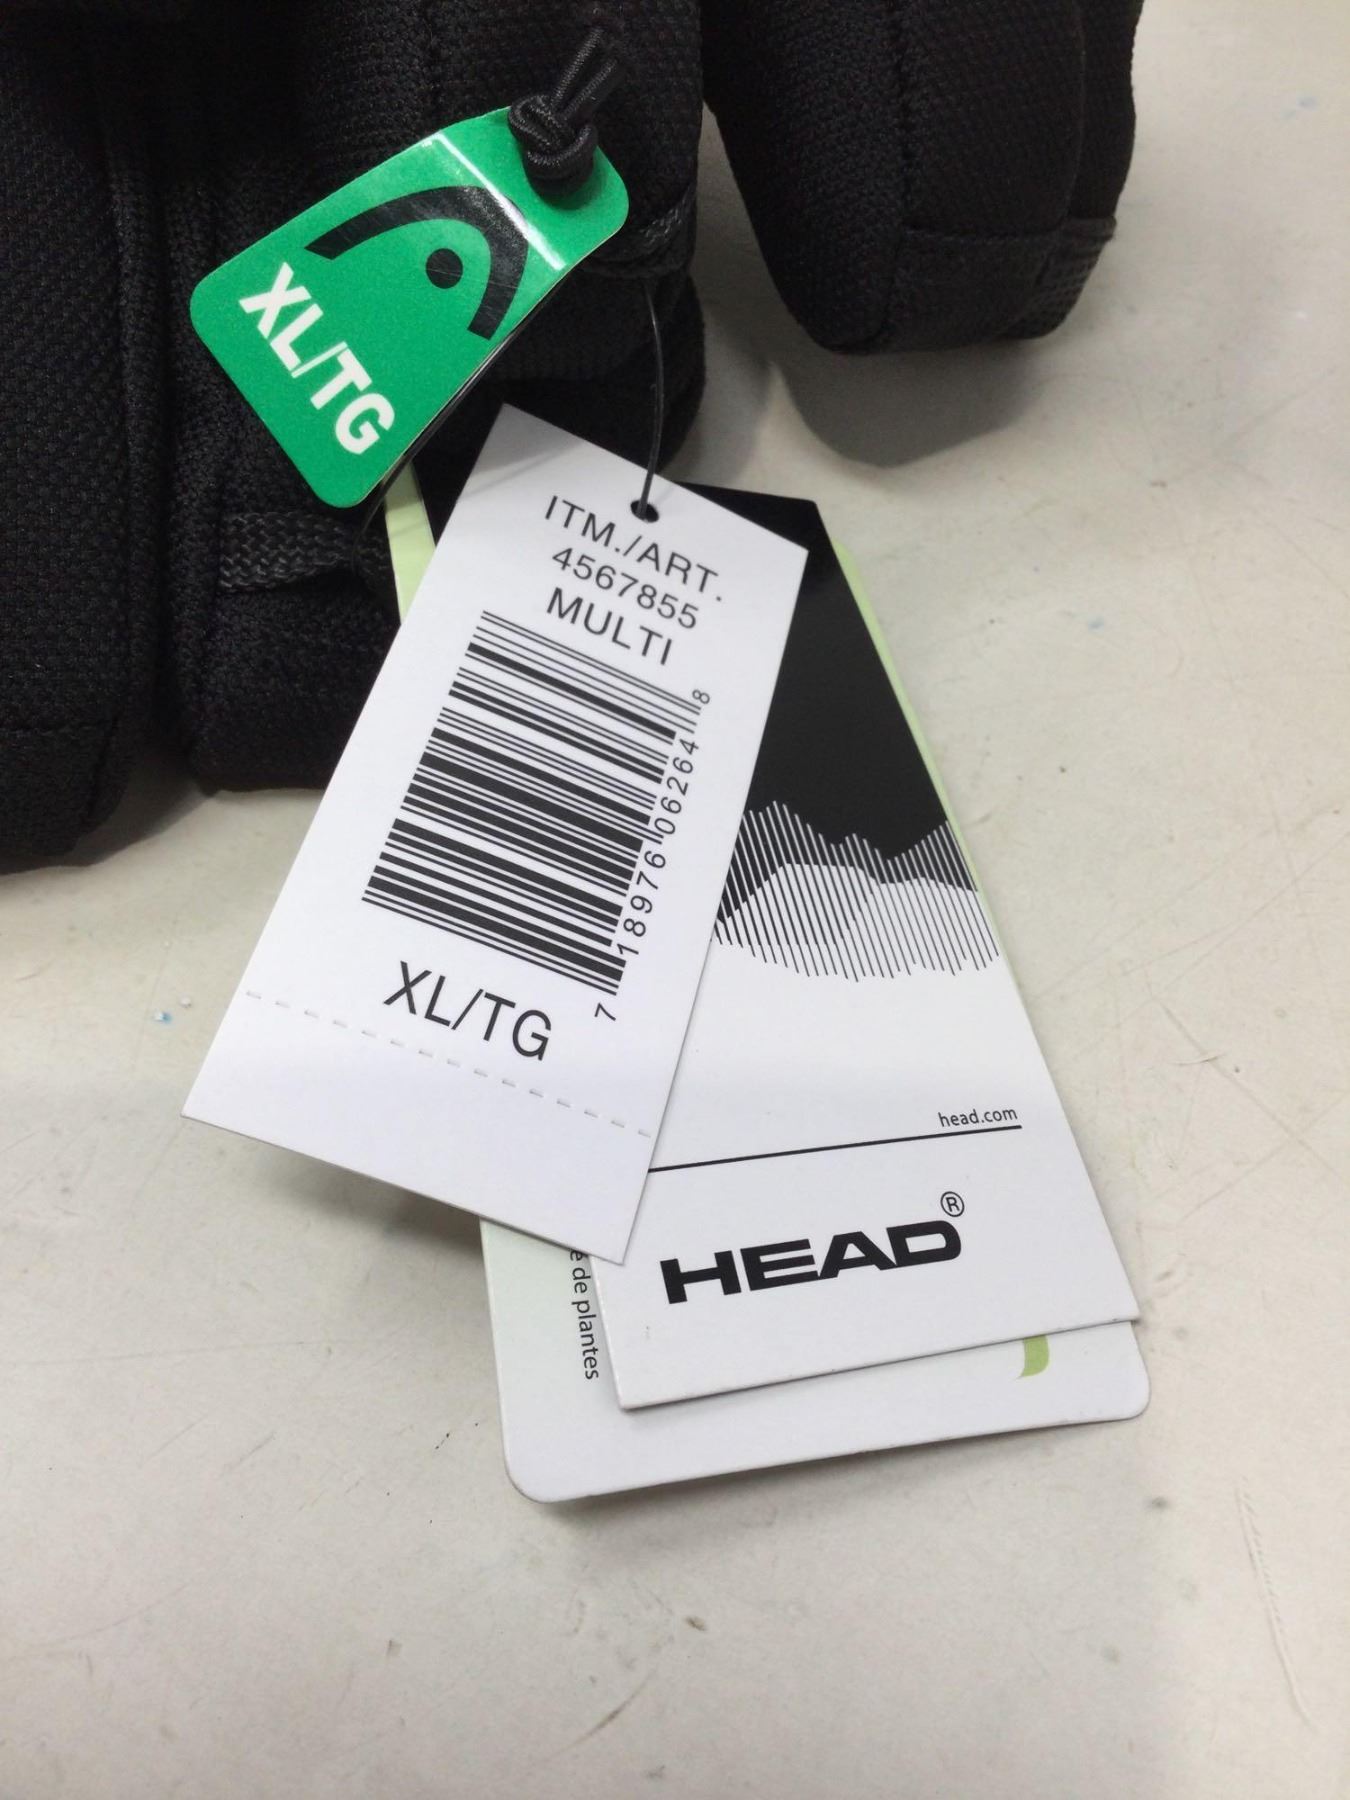 XL/TG
ITM./ART.
4567855
MULTI
7 18976 06264 8
XL/TG
head.com
HEAD®
de plantes